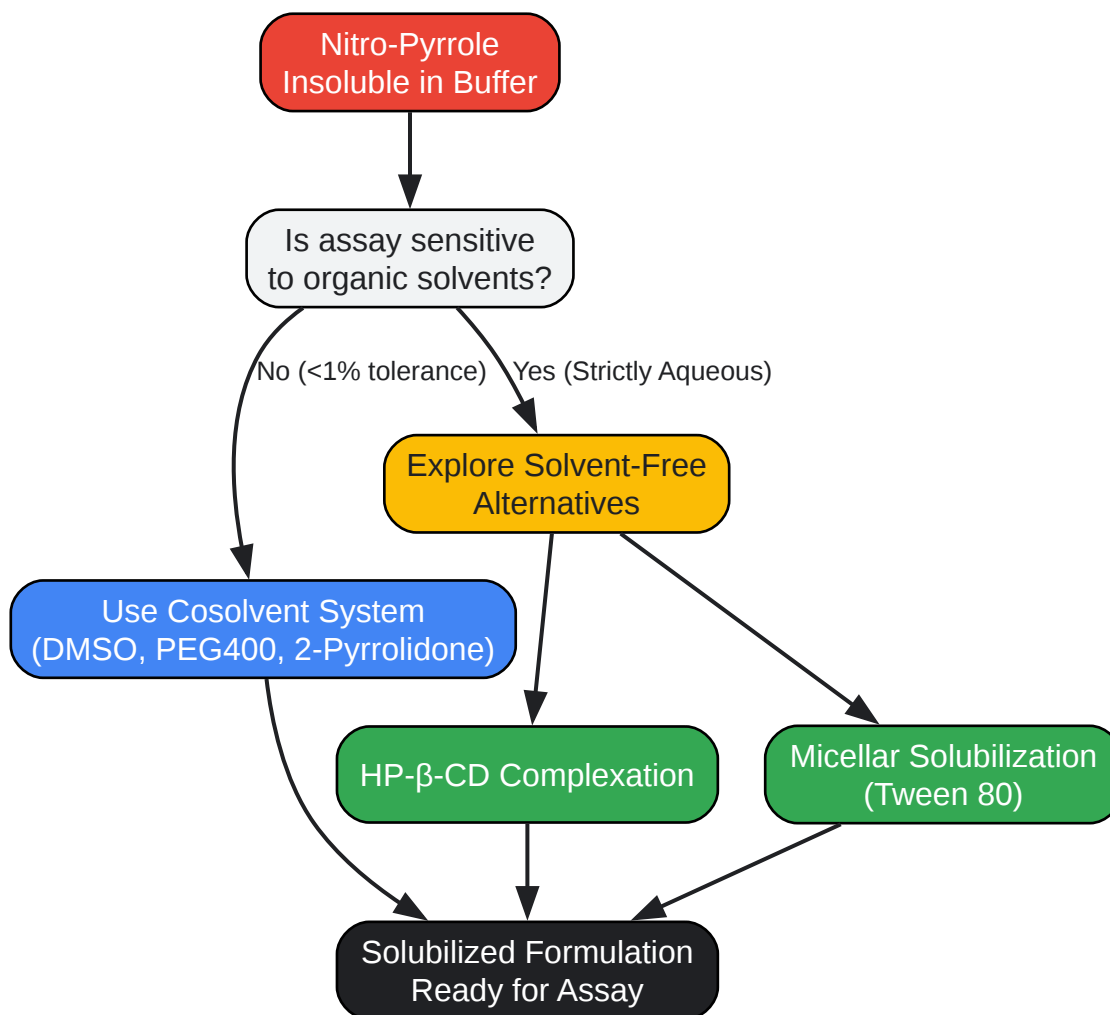 Nitro-Pyrrole
Insoluble in Buffer
Is assay sensitive
to organic solvents?
No (<1% tolerance)
Yes (Strictly Aqueous)
Explore Solvent-Free
Alternatives
Use Cosolvent System
(DMSO, PEG400, 2-Pyrrolidone)
HP-β-CD Complexation
Micellar Solubilization
(Tween 80)
Solubilized Formulation
Ready for Assay